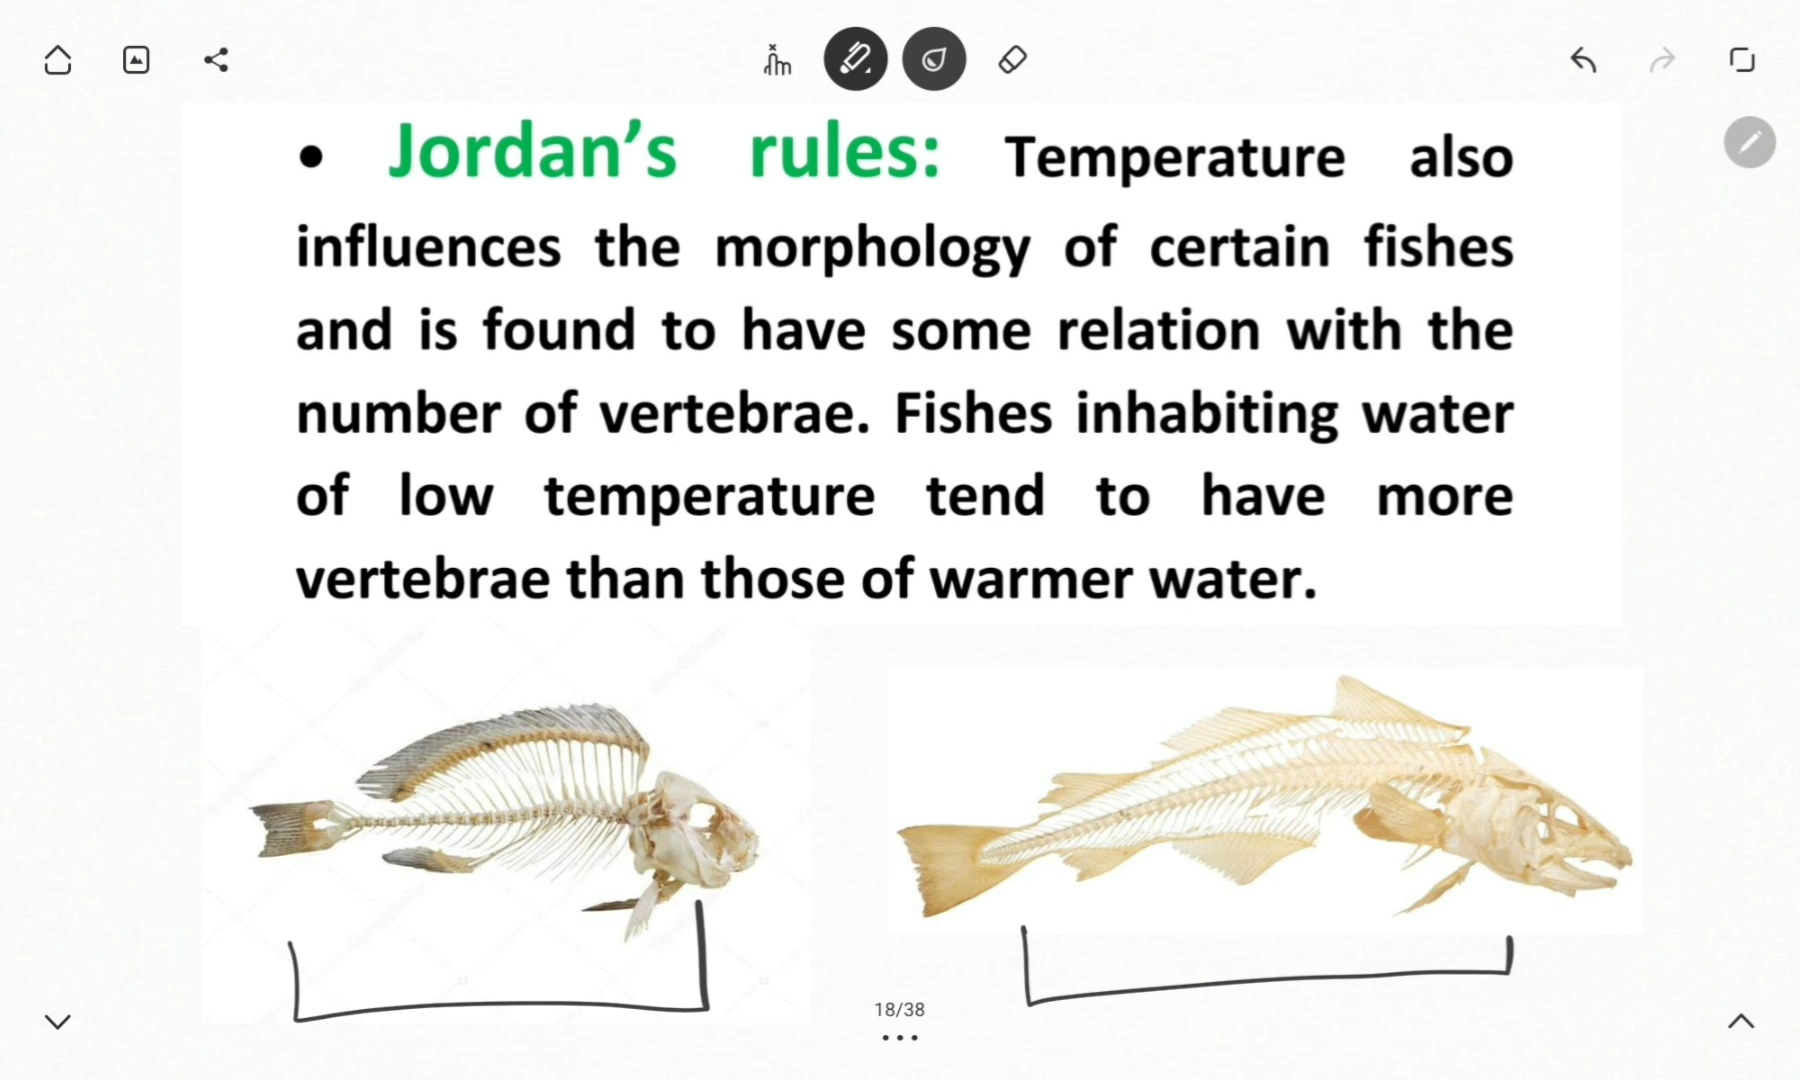 • Jordan's rules: Temperature also
influences the morphology of certain fishes
and is found to have some relation with the
number of vertebrae. Fishes inhabiting water
of low temperature tend to have more
vertebrae than those of warmer water.
18/38